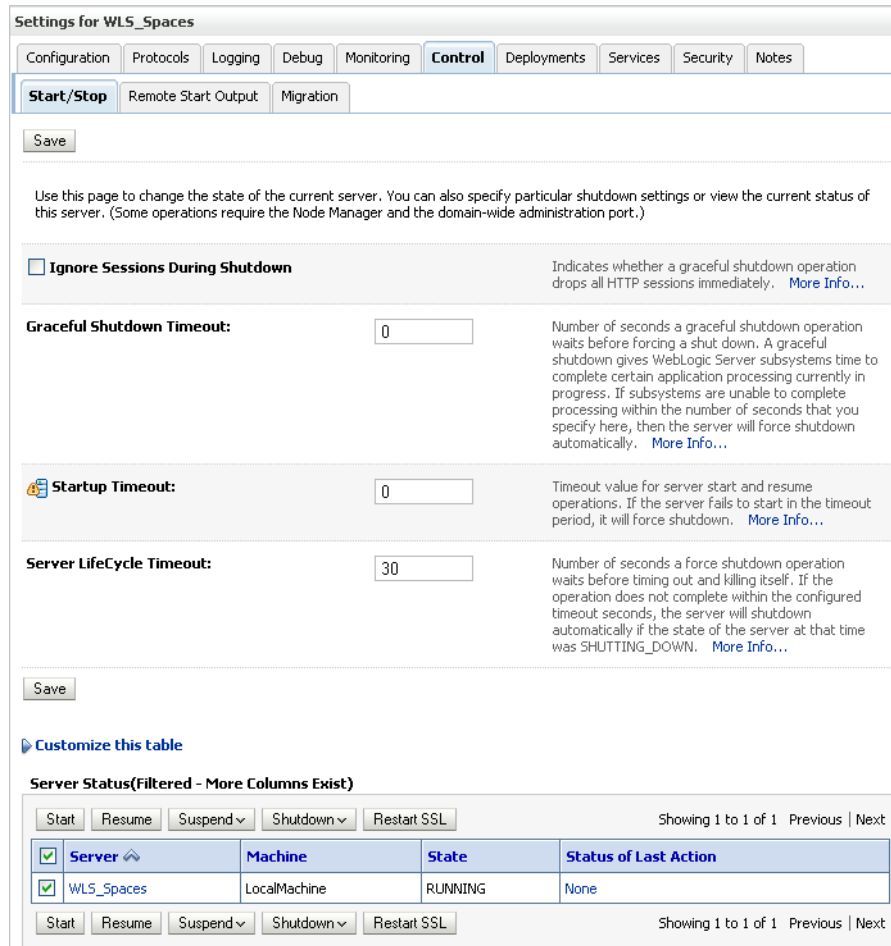 Settings for WLS_Spaces
Configuration Protocols Logging Debug Monitoring Control Deployments Services Security Notes
Start/Stop Remote Start Output Migration
Save
Use this page to change the state of the current server. You can also specify particular shutdown settings or view the current status of
this server. (Some operations require the Node Manager and the domain-wide administration port.)
Ignore Sessions During Shutdown
Indicates whether a graceful shutdown operation
drops all HTTP sessions immediately. More Info...
Graceful Shutdown Timeout:
0
Number of seconds a graceful shutdown operation
waits before forcing a shut down. A graceful
shutdown gives WebLogic Server subsystems time to
complete certain application processing currently in
progress. If subsystems are unable to complete
processing within the number of seconds that you
specify here, then the server will force shutdown
automatically. More Info...
Startup Timeout:
0
Timeout value for server start and resume
operations. If the server fails to start in the timeout
period, it will force shutdown. More Info...
Server LifeCycle Timeout:
30
Number of seconds a force shutdown operation
waits before timing out and killing itself. If the
operation does not complete within the configured
timeout seconds, the server will shutdown
automatically if the state of the server at that time
was SHUTTING_DOWN. More Info...
Save
Customize this table
Server Status(Filtered - More Columns Exist)
Start Resume Suspend Shutdown Restart SSL Showing 1 to 1 of 1 Previous | Next
Server Machine State Status of Last Action
WLS_Spaces LocalMachine RUNNING None
Start Resume Suspend Shutdown Restart SSL Showing 1 to 1 of 1 Previous | Next